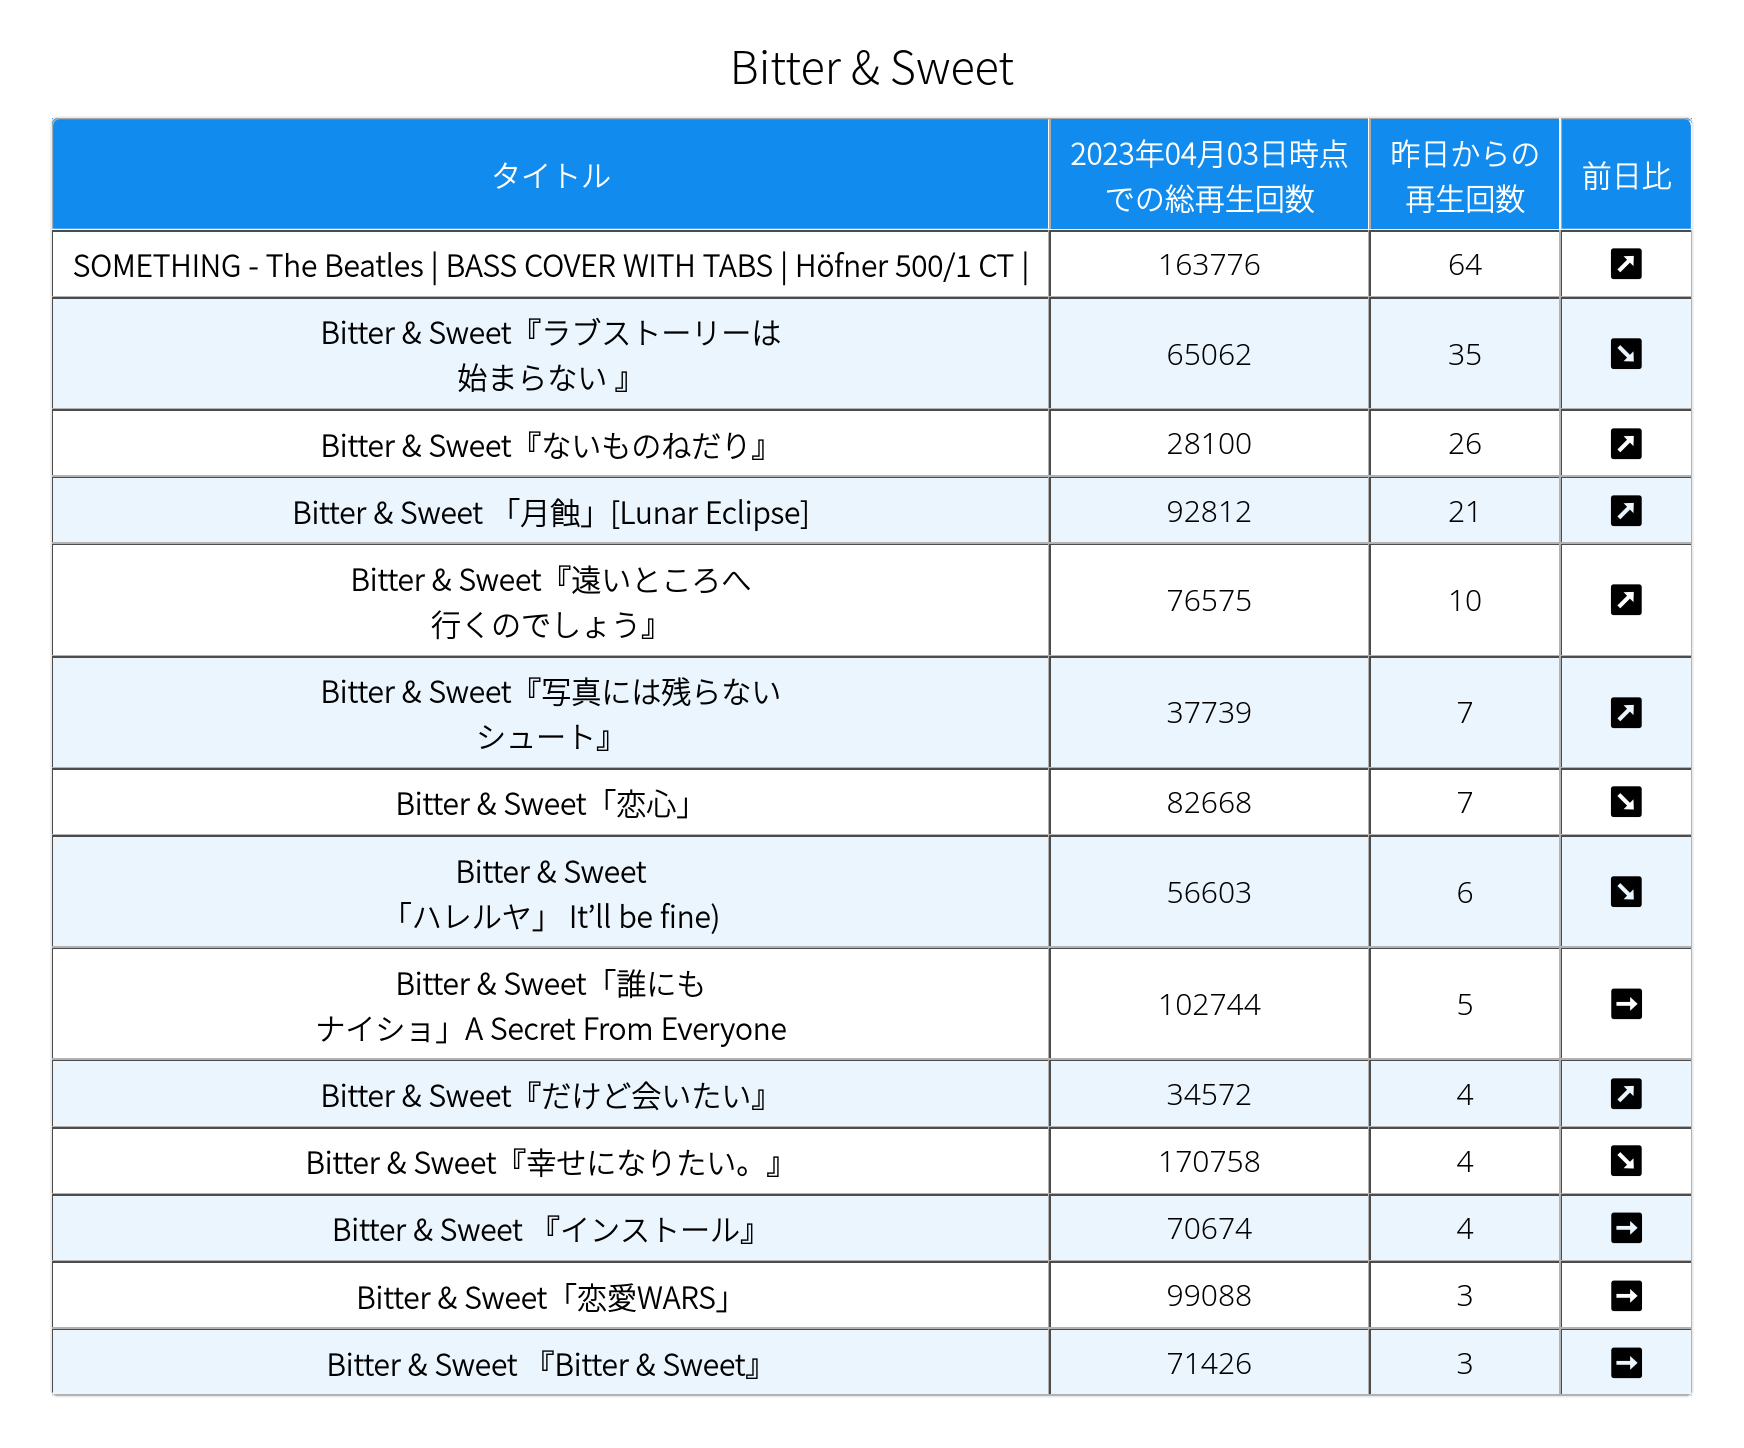 Bitter & Sweet
タイトル
2023年04月03日時点
での総再生回数
昨日からの
再生回数
前日比
SOMETHING - The Beatles | BASS COVER WITH TABS | Höfner 500/1 CT |
163776
64
↗
Bitter & Sweet『ラブストーリーは
始まらない 』
65062
35
↘
Bitter & Sweet『ないものねだり』
28100
26
↗
Bitter & Sweet 「月蝕」[Lunar Eclipse]
92812
21
↗
Bitter & Sweet『遠いところへ
行くのでしょう』
76575
10
↗
Bitter & Sweet『写真には残らない
シュート』
37739
7
↗
Bitter & Sweet「恋心」
82668
7
↘
Bitter & Sweet
「ハレルヤ」 It’ll be fine)
56603
6
↘
Bitter & Sweet「誰にも
ナイショ」A Secret From Everyone
102744
5
→
Bitter & Sweet『だけど会いたい』
34572
4
↗
Bitter & Sweet『幸せになりたい。』
170758
4
↘
Bitter & Sweet 『インストール』
70674
4
→
Bitter & Sweet「恋愛WARS」
99088
3
→
Bitter & Sweet 『Bitter & Sweet』
71426
3
→